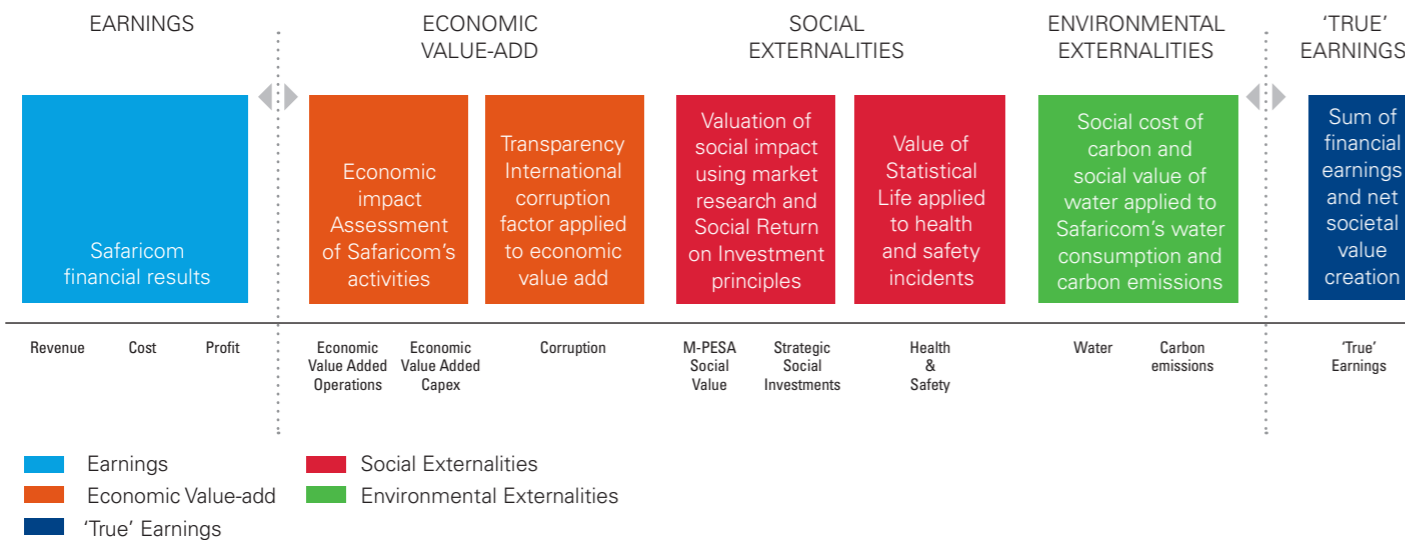 EARNINGS
ECONOMIC
VALUE-ADD
SOCIAL
EXTERNALITIES
ENVIRONMENTAL
EXTERNALITIES
‘TRUE’
EARNINGS
Safaricom
financial results
Economic
impact
Assessment
of Safaricom’s
activities
Transparency
International
corruption
factor applied
to economic
value add
Valuation of
social impact
using market
research and
Social Return
on Investment
principles
Value of
Statistical
Life applied
to health
and safety
incidents
Social cost of
carbon and
social value of
water applied to
Safaricom’s water
consumption and
carbon emissions
Sum of
financial
earnings
and net
societal
value
creation
Revenue
Cost
Profit
Economic
Value Added
Operations
Economic
Value Added
Capex
Corruption
M-PESA
Social
Value
Strategic
Social
Investments
Health
&
Safety
Water
Carbon
emissions
‘True’
Earnings
Earnings
Economic Value-add
‘True’ Earnings
Social Externalities
Environmental Externalities